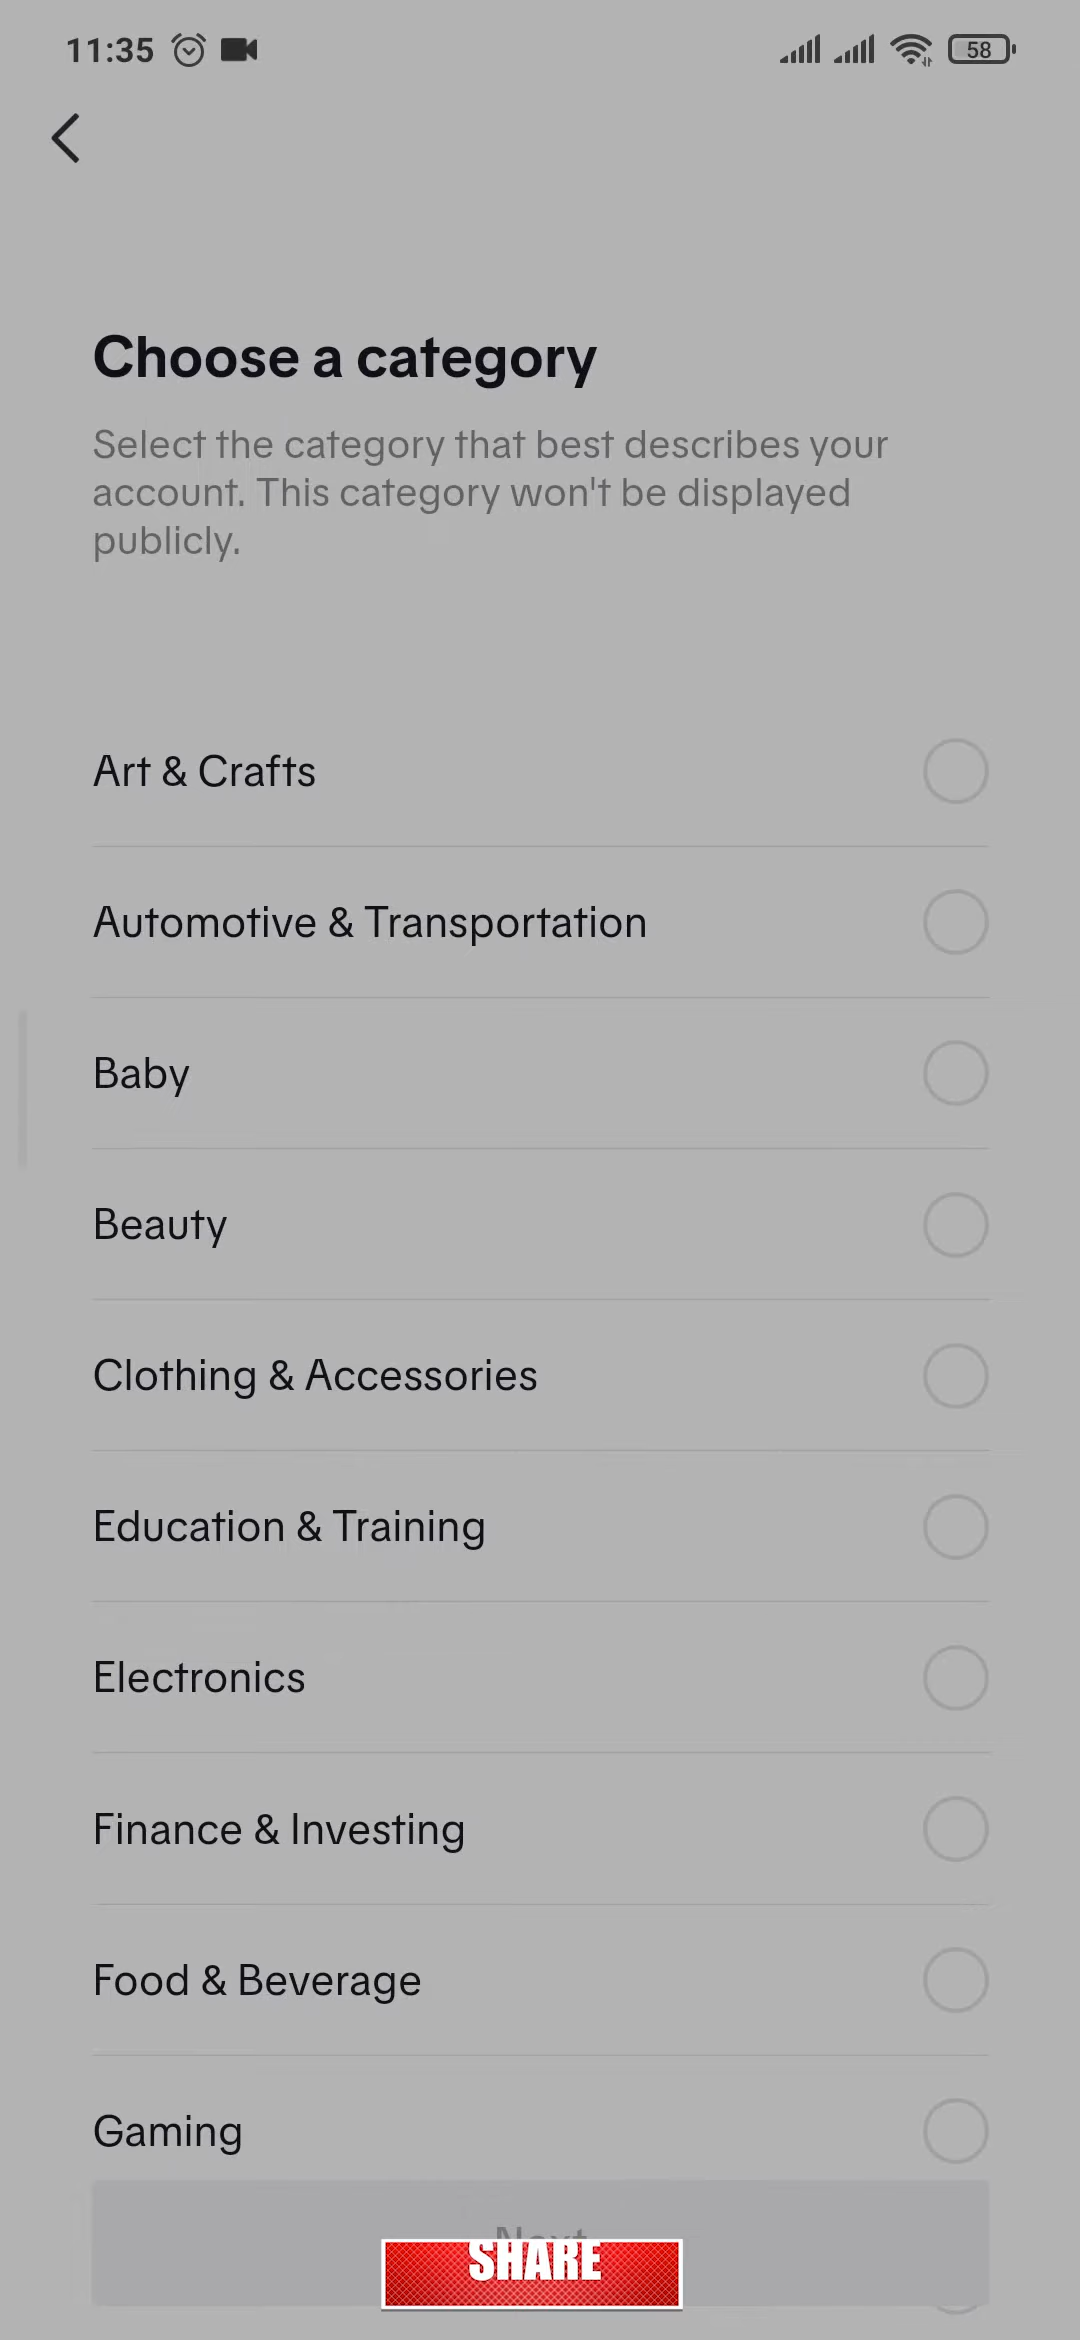 11:35
58
Choose a category
Select the category that best describes your
account. This category won't be displayed
publicly.
Art & Crafts
Automotive & Transportation
Baby
Beauty
Clothing & Accessories
Education & Training
Electronics
Finance & Investing
Food & Beverage
Gaming
Next
SHARE